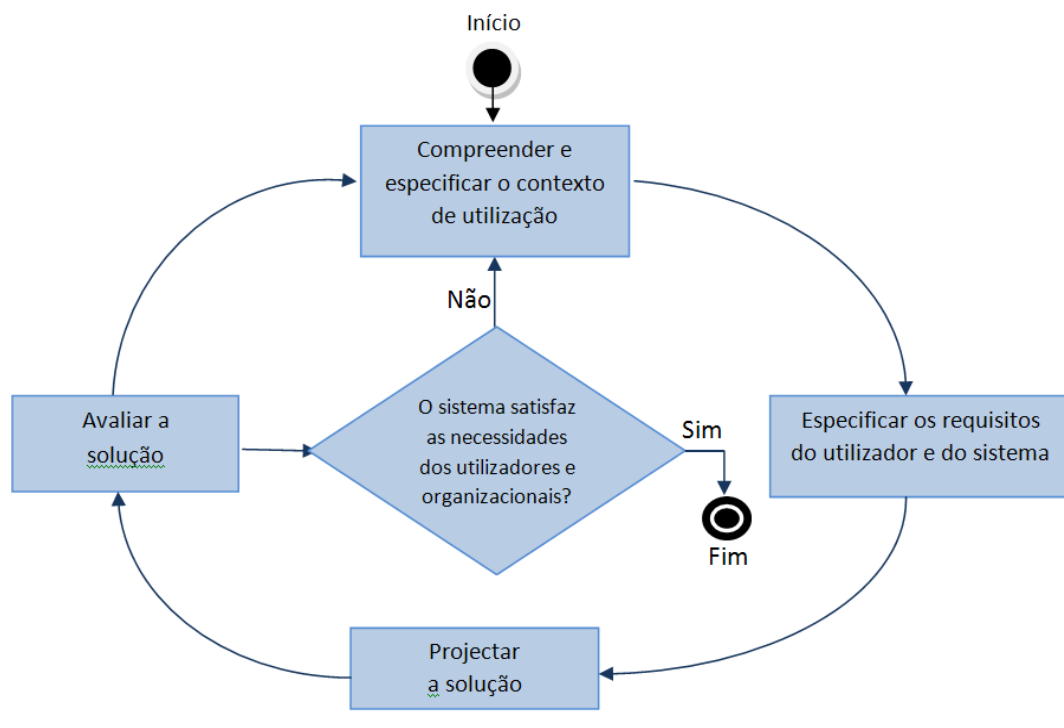 Início
Compreender e
especificar o contexto
de utilização
Não
Avaliar a
solução
O sistema satisfaz
as necessidades
dos utilizadores e
organizacionais?
Sim
Fim
Especificar os requisitos
do utilizador e do sistema
Projectar
a solução